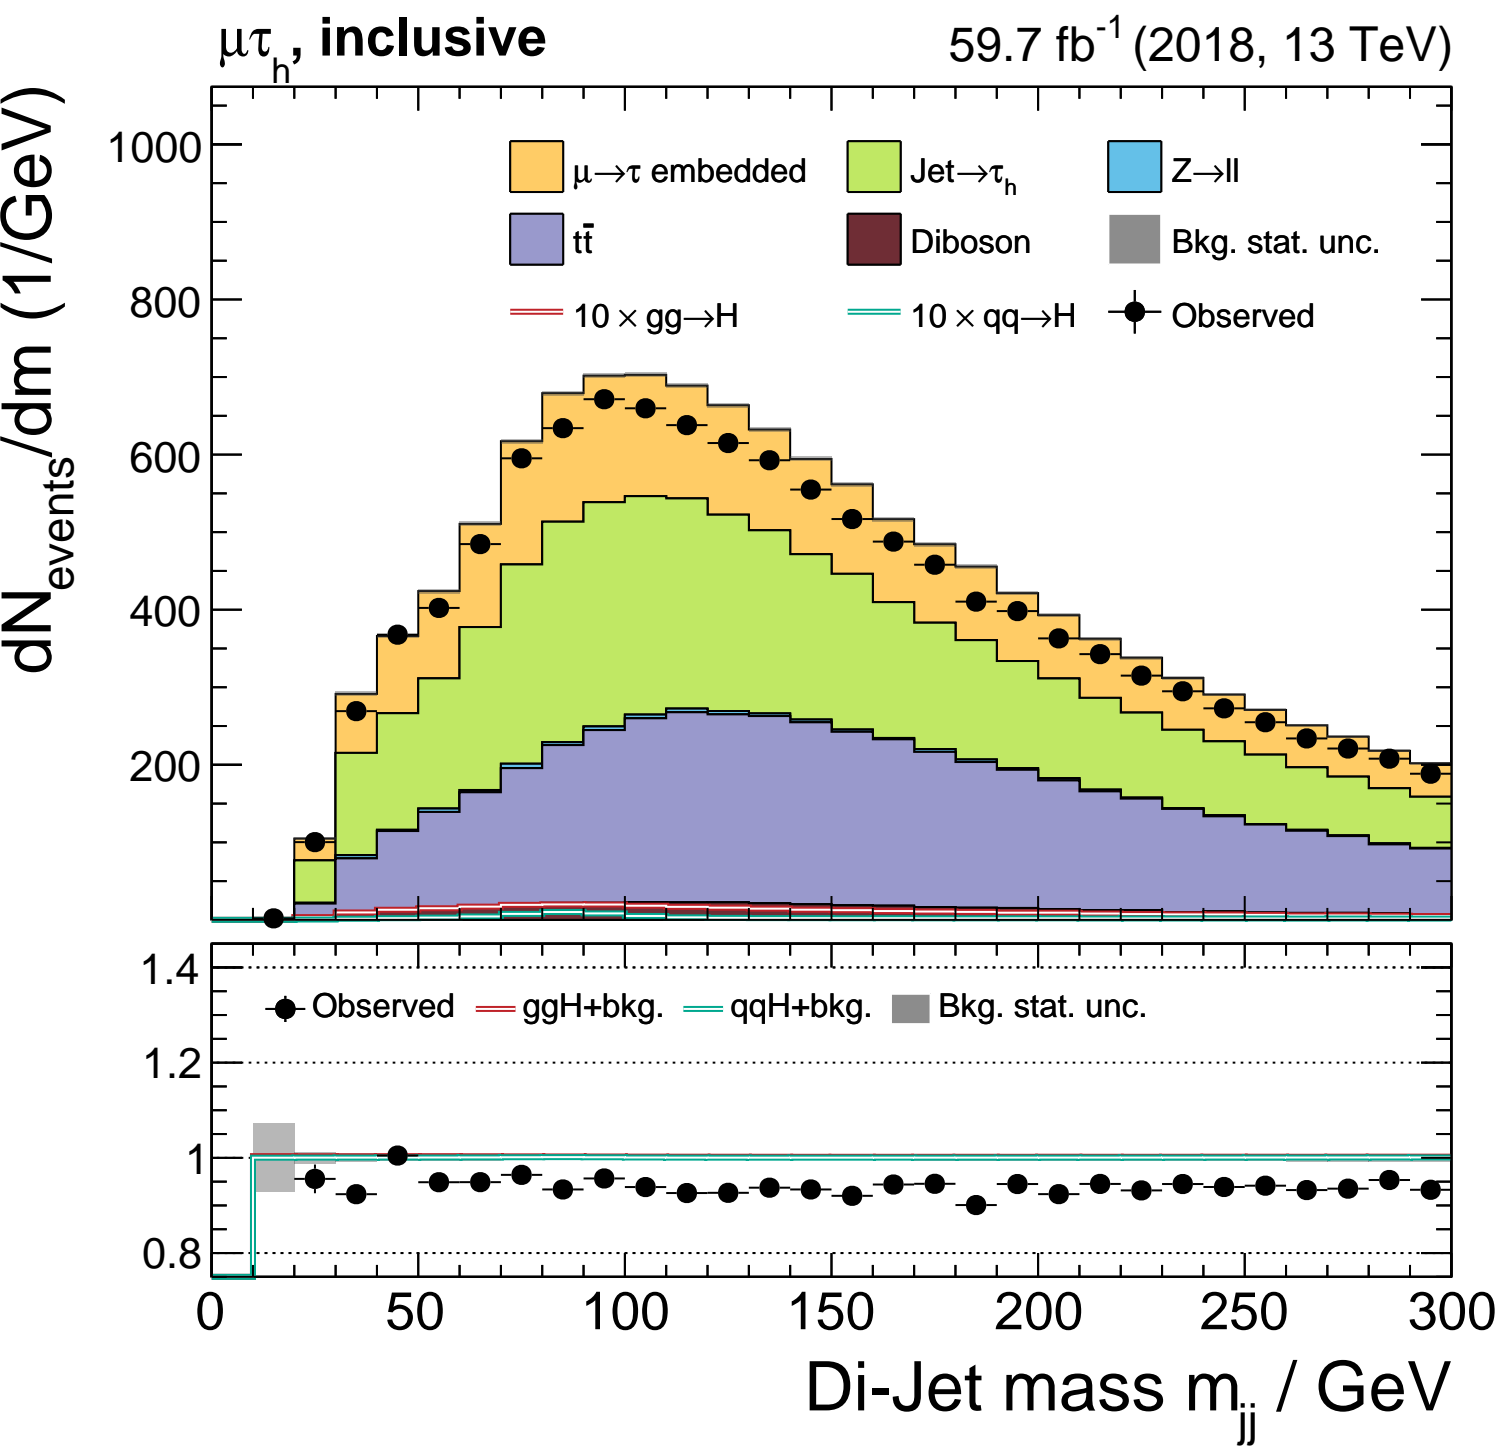 μτh, inclusive
59.7 fb-1 (2018, 13 TeV)
dNevents/dm (1/GeV)
1000
800
600
400
200
μ→τ embedded
Jet→τh
Z→ll
tt̄
Diboson
Bkg. stat. unc.
10 × gg→H
10 × qq→H
Observed
1.4
1.2
1
0.8
Observed
ggH+bkg.
qqH+bkg.
Bkg. stat. unc.
0 50 100 150 200 250 300
Di-Jet mass mjj / GeV